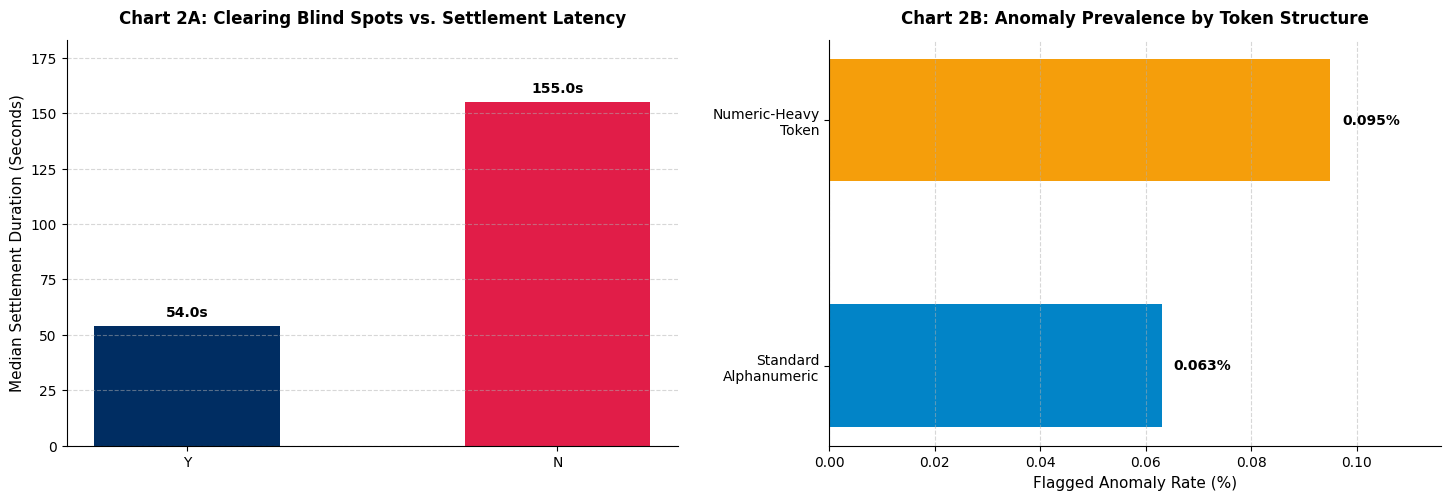 Chart 2A: Clearing Blind Spots vs. Settlement Latency
Median Settlement Duration (Seconds)
175
150
125
100
75
50
25
0
54.0s
155.0s
Y
N
Chart 2B: Anomaly Prevalence by Token Structure
Numeric-Heavy
Token
0.095%
Standard
Alphanumeric
0.063%
0.00
0.02
0.04
0.06
0.08
0.10
Flagged Anomaly Rate (%)